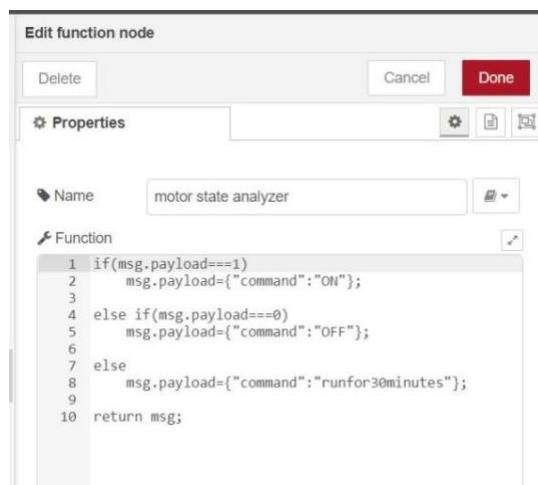 Edit function node
Delete Cancel Done
Properties
Name motor state analyzer
Function
1 if(msg.payload===1)
2 msg.payload={"command":"ON"};
3
4 else if(msg.payload===0)
5 msg.payload={"command":"OFF"};
6
7 else
8 msg.payload={"command":"runfor30minutes"};
9
10 return msg;